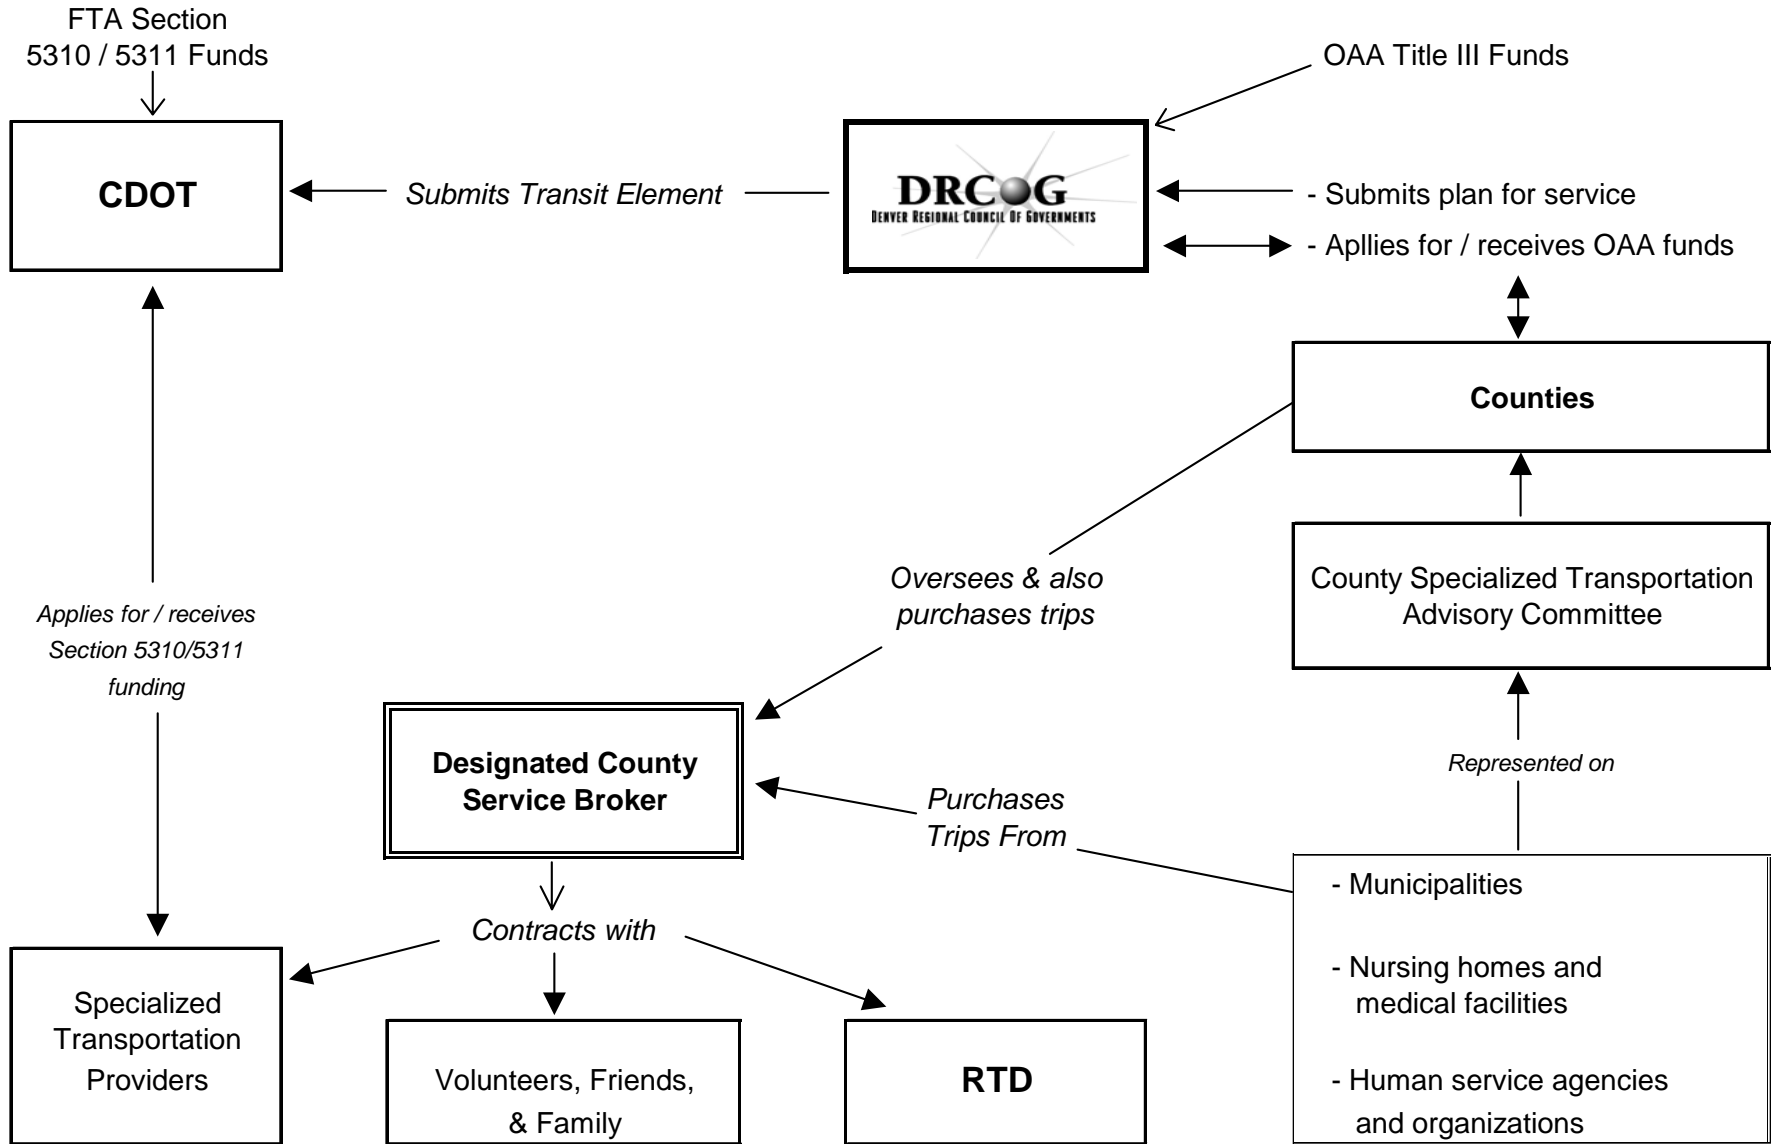 FTA Section
5310 / 5311 Funds
OAA Title III Funds
CDOT
Submits Transit Element
DRCOG
DENVER REGIONAL COUNCIL OF GOVERNMENTS
- Submits plan for service
- Apllies for / receives OAA funds
Counties
County Specialized Transportation
Advisory Committee
Oversees & also
purchases trips
Applies for / receives
Section 5310/5311
funding
Designated County
Service Broker
Represented on
Purchases
Trips From
Contracts with
- Municipalities
- Nursing homes and
medical facilities
- Human service agencies
and organizations
Specialized
Transportation
Providers
Volunteers, Friends,
& Family
RTD